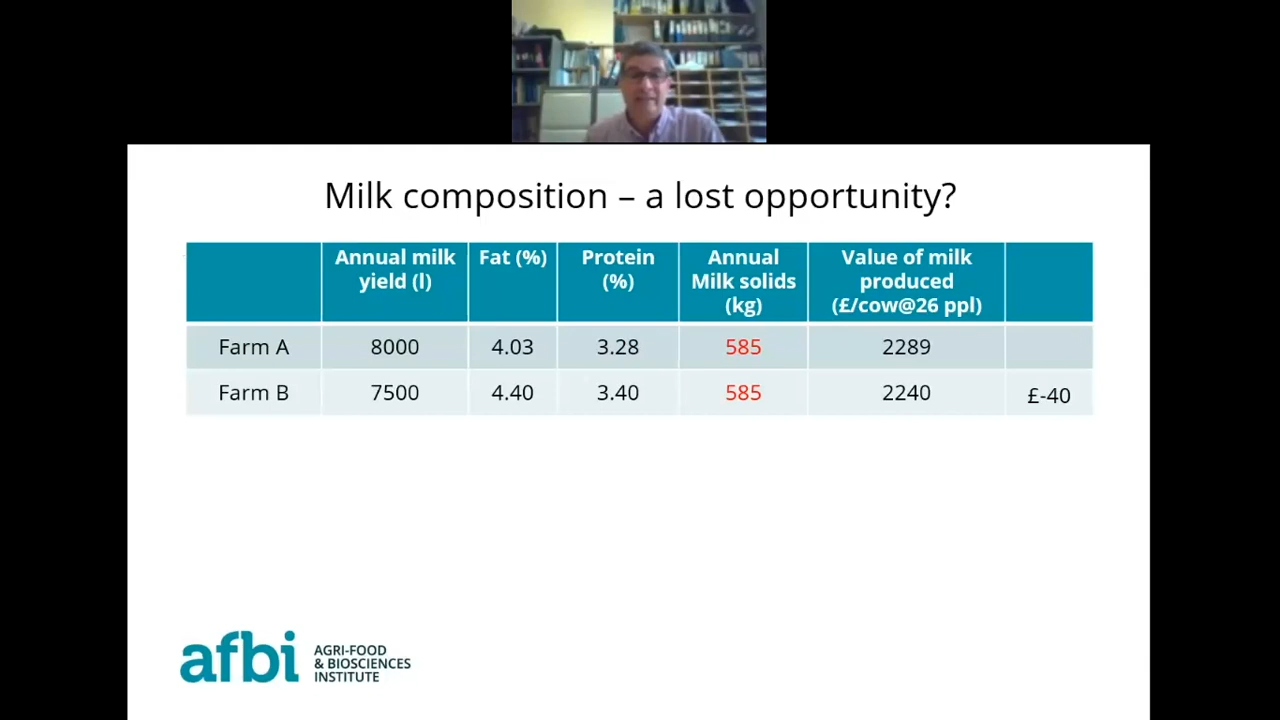 Milk composition – a lost opportunity?
Annual milk yield (l) Fat (%) Protein (%) Annual Milk solids (kg) Value of milk produced (£/cow@26 ppl)
Farm A 8000 4.03 3.28 585 2289
Farm B 7500 4.40 3.40 585 2240 £-40
afbi
AGRI-FOOD
& BIOSCIENCES
INSTITUTE